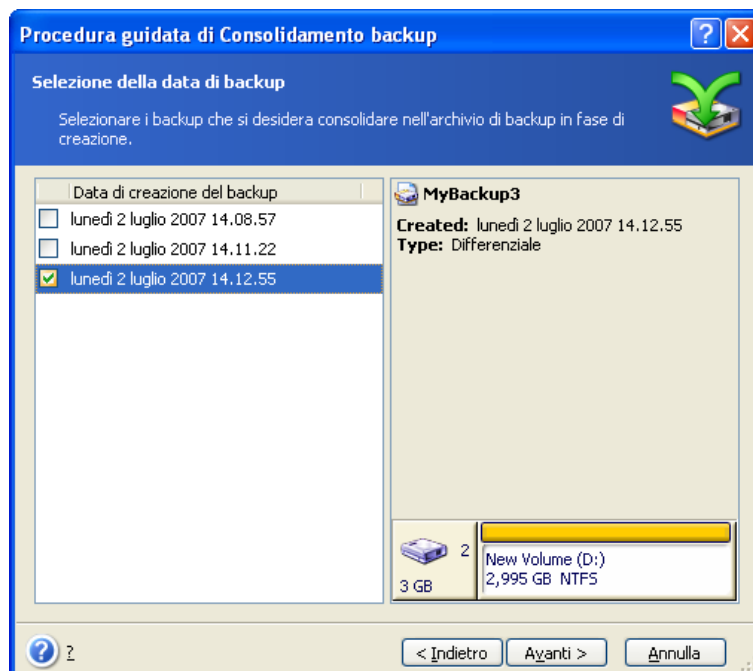 Procedura guidata di Consolidamento backup
?
Selezione della data di backup
Selezionare i backup che si desidera consolidare nell'archivio di backup in fase di
creazione.
Data di creazione del backup
lunedì 2 luglio 2007 14.08.57
lunedì 2 luglio 2007 14.11.22
lunedì 2 luglio 2007 14.12.55
MyBackup3
Created: lunedì 2 luglio 2007 14.12.55
Type: Differenziale
2
3 GB
New Volume (D:)
2,995 GB NTFS
? ?
< Indietro
Avanti >
Annulla